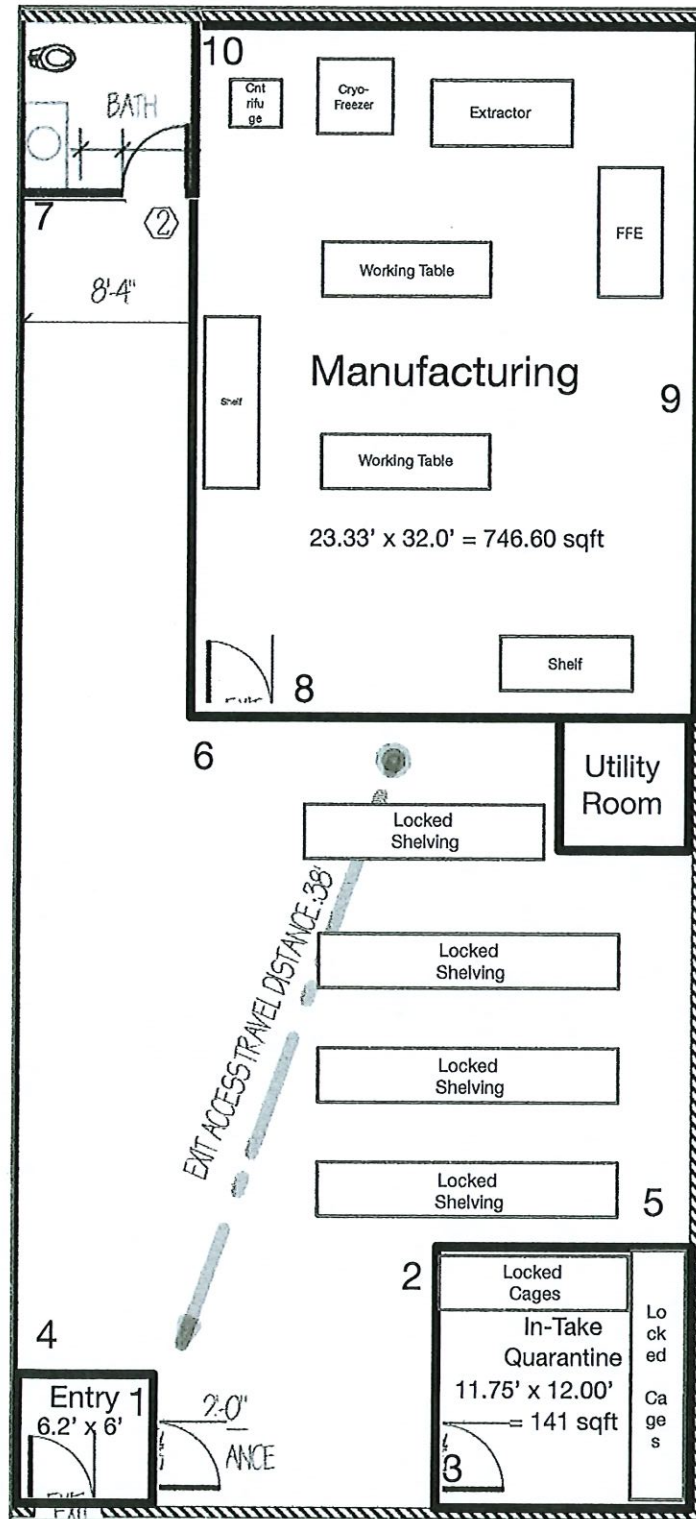 10
Cnt
rifu
ge
Cryo-
Freezer
Extractor
BATH
7
2
FFE
8'-4"
Working Table
Shelf
Manufacturing
9
Working Table
23.33' x 32.0' = 746.60 sqft
8
Shelf
6
Utility
Room
Locked
Shelving
EXIT ACCESS TRAVEL DISTANCE: 38'
Locked
Shelving
Locked
Shelving
Locked
Shelving
5
2
Locked
Cages
In-Take
Quarantine
11.75' x 12.00'
= 141 sqft
3
Lo
ck
ed
Ca
ge
s
4
Entry 1
6.2' x 6'
2'-0"
ANCE
EXIT